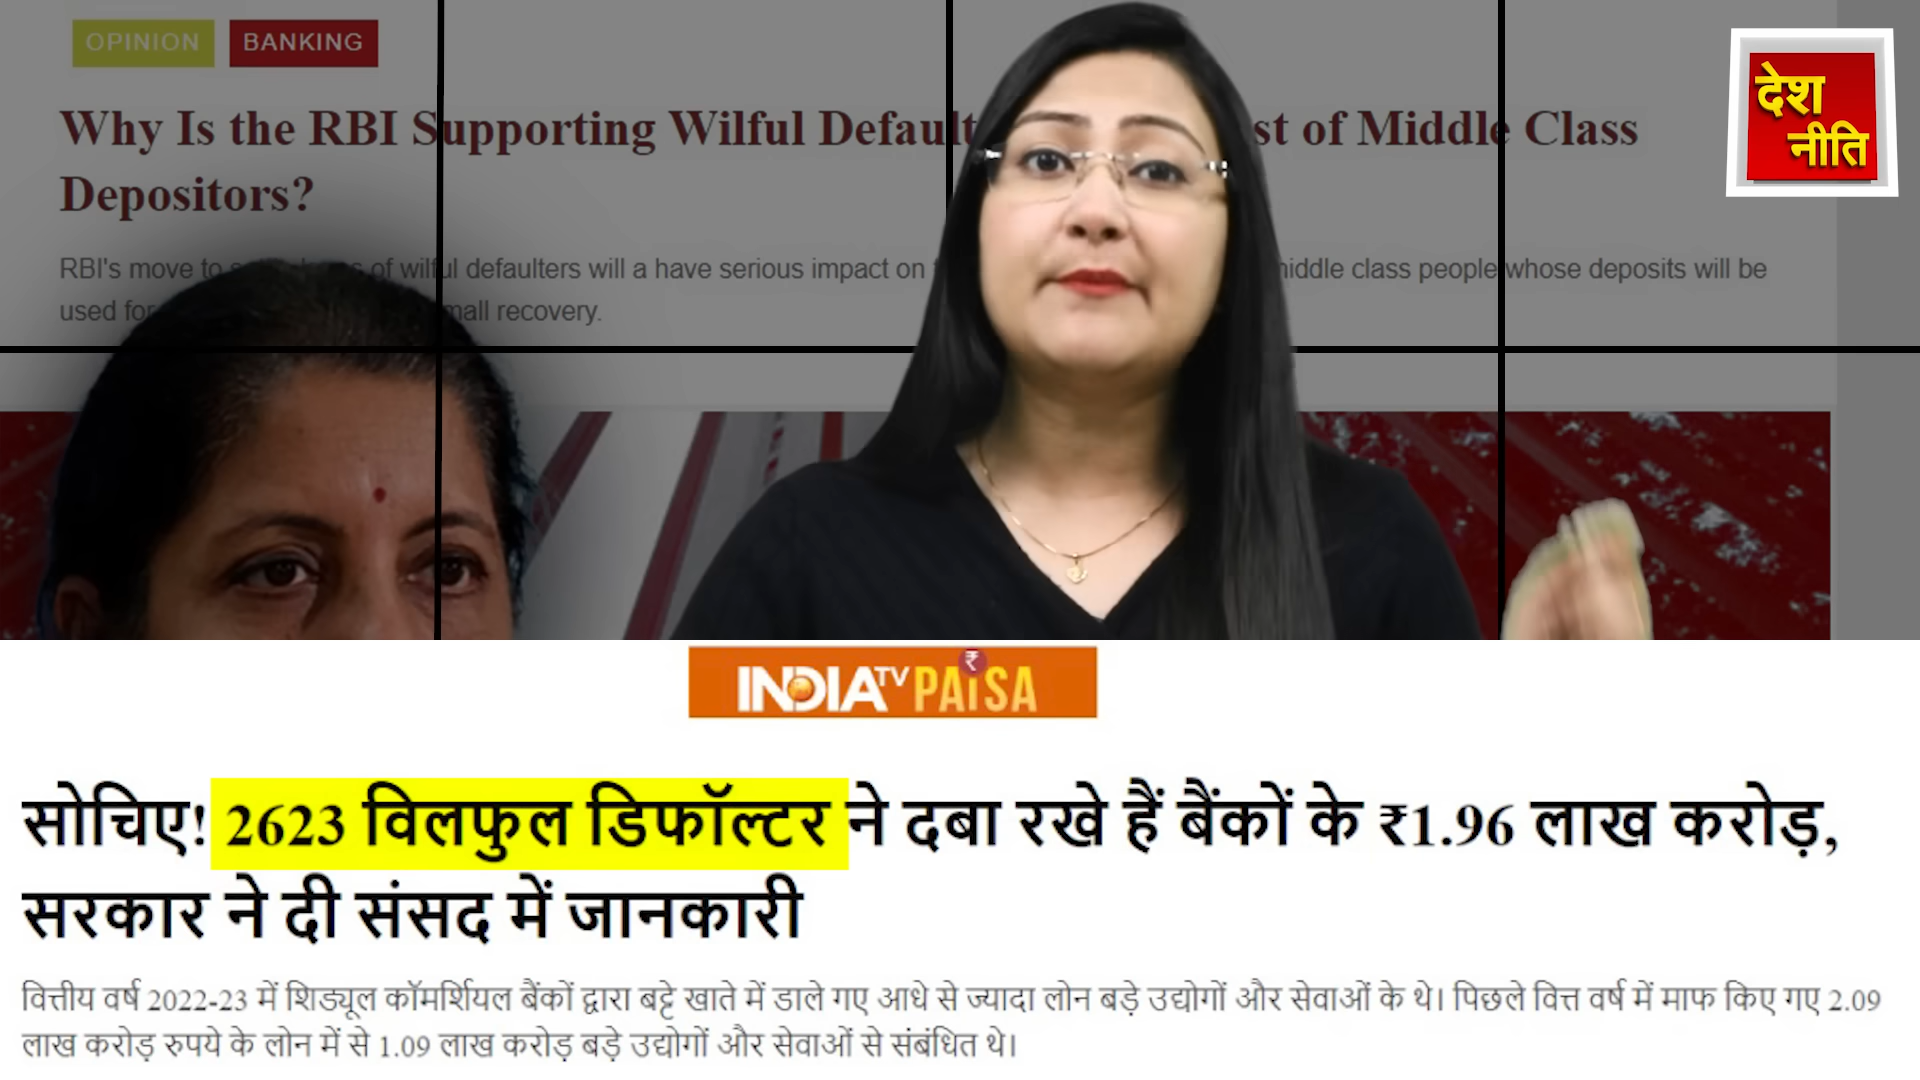 OPINION BANKING
Why Is the RBI Supporting Wilful Default st of Middle Class
Depositors?
RBI's move to of wilful defaulters will a have serious impact on middle class people whose deposits will be
used for small recovery.
देश
नीति
INDIA TV PAISA
सोचिए! 2623 विलफुल डिफॉल्टर ने दबा रखे हैं बैंकों के ₹1.96 लाख करोड़,
सरकार ने दी संसद में जानकारी
वित्तीय वर्ष 2022-23 में शिड्यूल कॉमर्शियल बैंकों द्वारा बट्टे खाते में डाले गए आधे से ज्यादा लोन बड़े उद्योगों और सेवाओं के थे। पिछले वित्त वर्ष में माफ किए गए 2.09
लाख करोड़ रुपये के लोन में से 1.09 लाख करोड़ बड़े उद्योगों और सेवाओं से संबंधित थे।